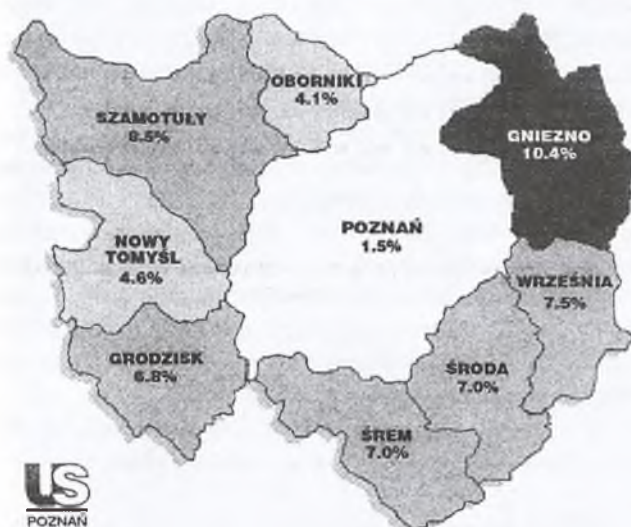 OBORNIKI
4.1%
SZAMOTUŁY
8.5%
GNIEZNO
10.4%
POZNAŃ
1.5%
NOWY
TOMYŚL
4.6%
WRZEŚNIA
7.5%
GRODZISK
6.8%
ŚRODA
7.0%
ŚREM
7.0%
US
POZNAŃ